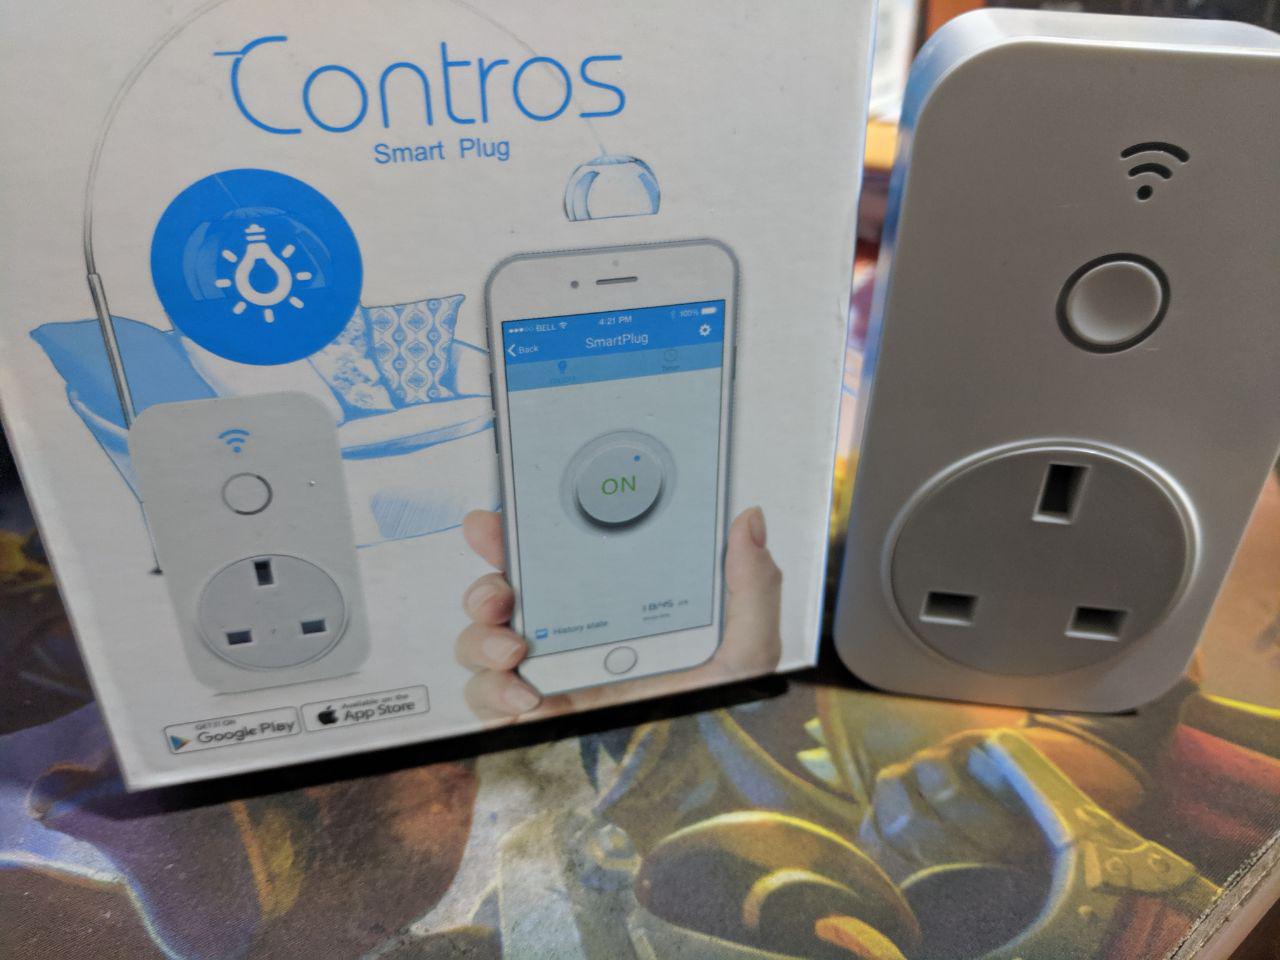 Contros
Smart Plug
BELL 4:21 PM 100%
Back SmartPlug
Timer
ON
History state
GET IT ON
Google Play
Available on the
App Store